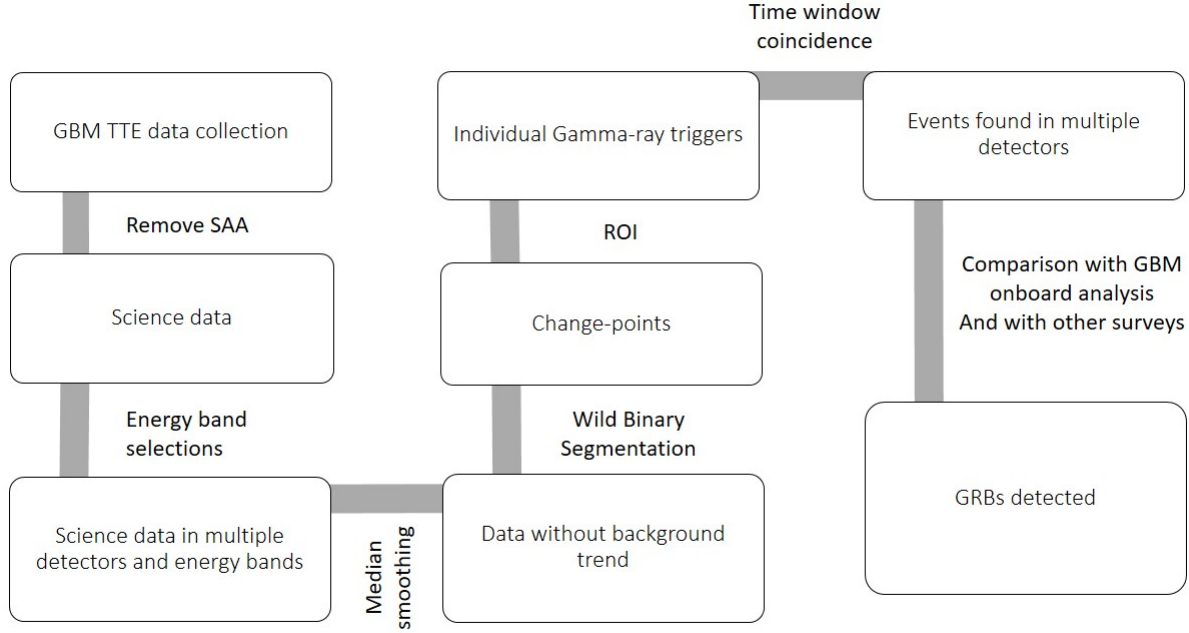 GBM TTE data collection
Remove SAA
Science data
Energy band
selections
Science data in multiple
detectors and energy bands
Median
smoothing
Data without background
trend
Wild Binary
Segmentation
Change-points
ROI
Individual Gamma-ray triggers
Time window
coincidence
Events found in multiple
detectors
Comparison with GBM
onboard analysis
And with other surveys
GRBs detected